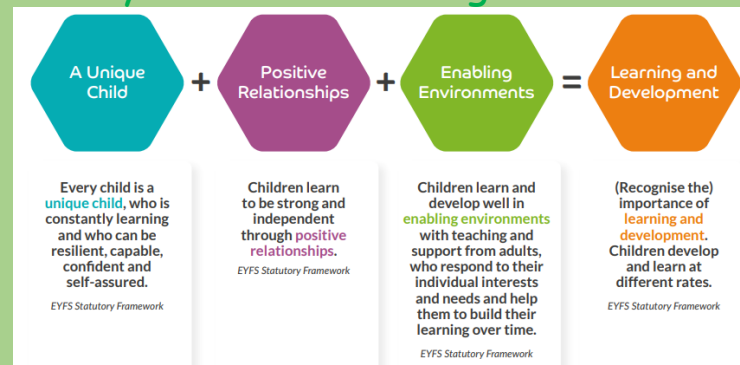 A Unique
Child
+
Positive
Relationships
+
Enabling
Environments
=
Learning and
Development
Every child is a
unique child, who is
constantly learning
and who can be
resilient, capable,
confident and
self-assured.
EYFS Statutory Framework
Children learn
to be strong and
independent
through positive
relationships.
EYFS Statutory Framework
Children learn and
develop well in
enabling environments
with teaching and
support from adults,
who respond to their
individual interests
and needs and help
them to build their
learning over time.
EYFS Statutory Framework
(Recognise the)
importance of
learning and
development.
Children develop
and learn at
different rates.
EYFS Statutory Framework